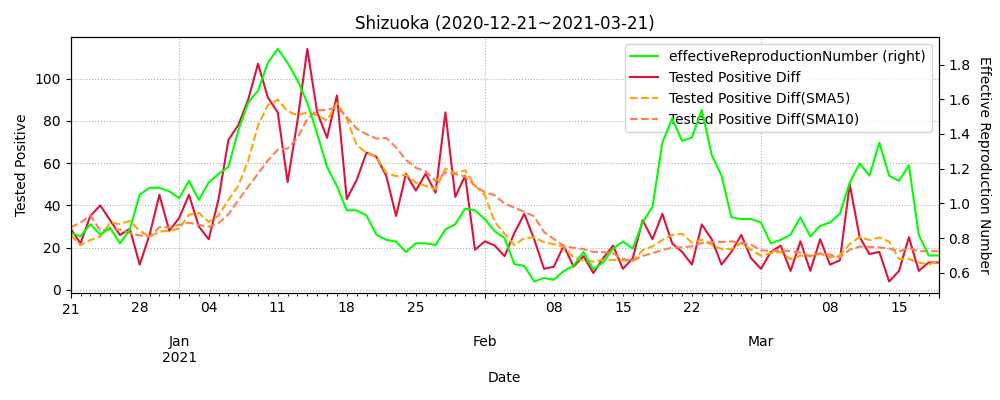 Shizuoka (2020-12-21~2021-03-21)
effectiveReproductionNumber (right)
Tested Positive Diff
Tested Positive Diff(SMA5)
Tested Positive Diff(SMA10)
Tested Positive
100
80
60
40
20
0
1.8
1.6
1.4
1.2
1.0
0.8
0.6
Effective Reproduction Number
21 28 04 11 18 25 08 15 22 08 15
Jan Feb Mar
2021
Date